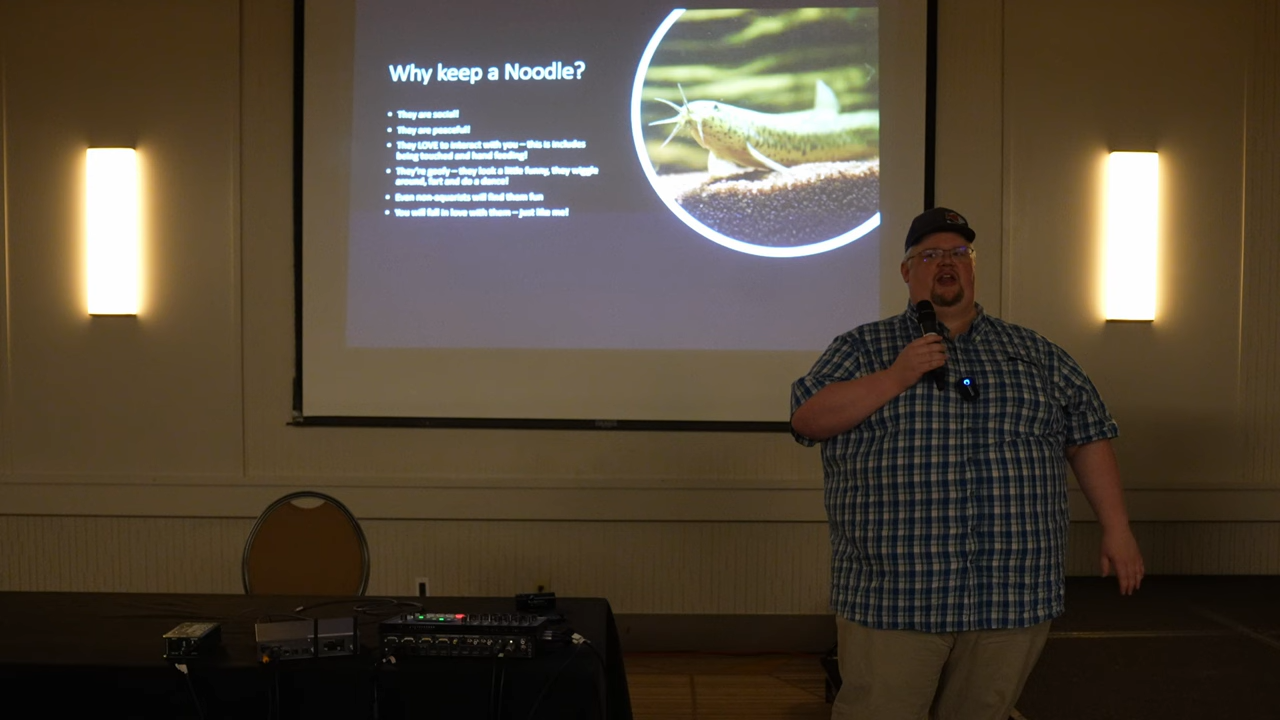 Why keep a Noodle?
• They are social!
• They are peaceful!
• They LOVE to interact with you – this is includes
being touched and hand feeding!
• They're goofy – they look a little funny, they wiggle
around, fart and do a dance!
• Even non-aquarists will find them fun
• You will fall in love with them – just like me!